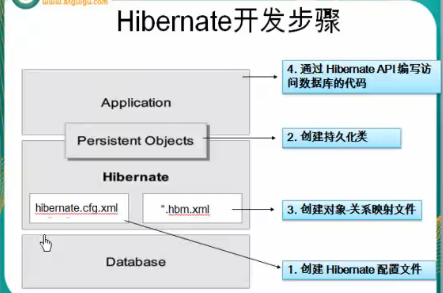 www.atguigu.com
Hibernate开发步骤
Application
4. 通过 Hibernate API 编写访
问数据库的代码
Persistent Objects
2. 创建持久化类
Hibernate
hibernate.cfg.xml
*.hbm.xml
3. 创建对象-关系映射文件
Database
1. 创建 Hibernate 配置文件